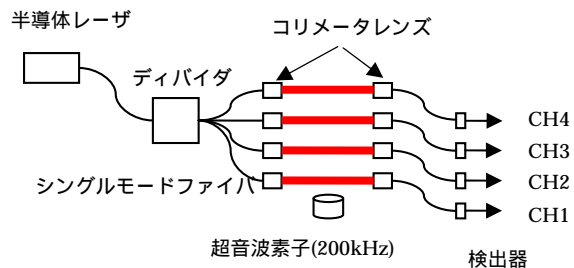 半導体レーザ
コリメータレンズ
ディバイダ
CH4
CH3
CH2
シングルモードファイバ
CH1
超音波素子(200kHz)
検出器